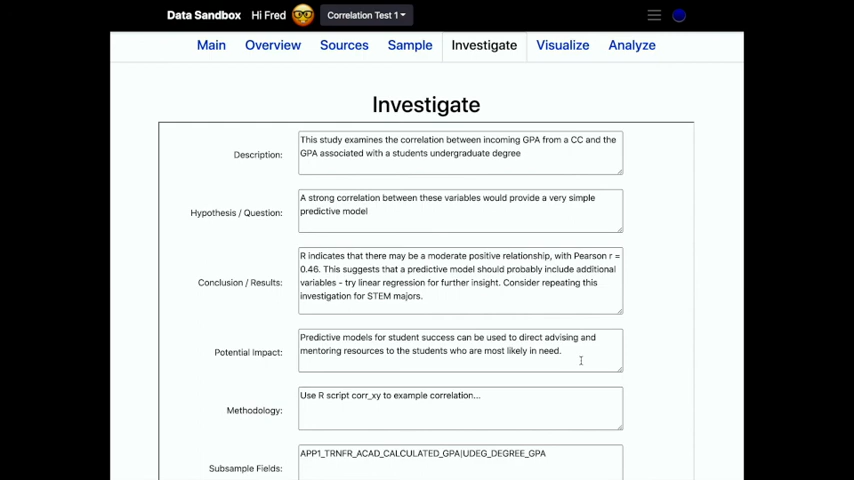 Data Sandbox Hi Fred Correlation Test 1
Main Overview Sources Sample Investigate Visualize Analyze
Investigate
Description:
This study examines the correlation between incoming GPA from a CC and the
GPA associated with a students undergraduate degree
Hypothesis / Question:
A strong correlation between these variables would provide a very simple
predictive model
Conclusion / Results:
R indicates that there may be a moderate positive relationship, with Pearson r =
0.46. This suggests that a predictive model should probably include additional
variables - try linear regression for further insight. Consider repeating this
investigation for STEM majors.
Potential Impact:
Predictive models for student success can be used to direct advising and
mentoring resources to the students who are most likely in need.
Methodology:
Use R script corr_xy to example correlation...
Subsample Fields:
APP1_TRNFR_ACAD_CALCULATED_GPA|UDEG_DEGREE_GPA